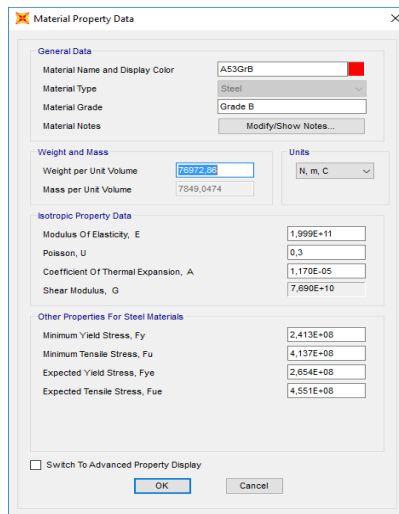 Material Property Data
General Data
Material Name and Display Color A53GrB
Material Type Steel
Material Grade Grade B
Material Notes Modify/Show Notes...
Weight and Mass Units
Weight per Unit Volume 76972,86 N, m, C
Mass per Unit Volume 7849,0474
Isotropic Property Data
Modulus Of Elasticity, E 1,999E+11
Poisson, U 0,3
Coefficient Of Thermal Expansion, A 1,170E-05
Shear Modulus, G 7,690E+10
Other Properties For Steel Materials
Minimum Yield Stress, Fy 2,413E+08
Minimum Tensile Stress, Fu 4,137E+08
Expected Yield Stress, Fye 2,654E+08
Expected Tensile Stress, Fue 4,551E+08
Switch To Advanced Property Display
OK Cancel